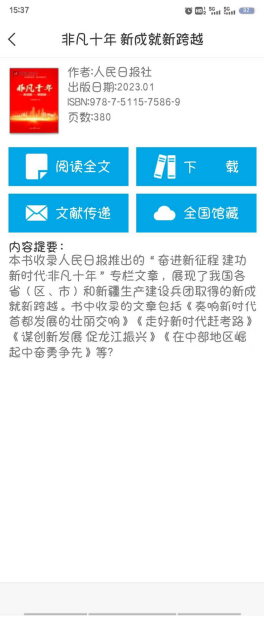 15:37
非凡十年 新成就新跨越
非凡十年
作者:人民日报社
出版日期:2023.01
ISBN:978-7-5115-7586-9
页数:380
阅读全文
下 载
文献传递
全国馆藏
内容提要：
本书收录人民日报推出的“奋进新征程 建功
新时代·非凡十年”专栏文章，展现了我国各
省（区、市）和新疆生产建设兵团取得的新成
就新跨越。书中收录的文章包括《奏响新时代
首都发展的壮丽交响》《走好新时代赶考路》
《谋创新发展 促龙江振兴》《在中部地区崛
起中奋勇争先》等?